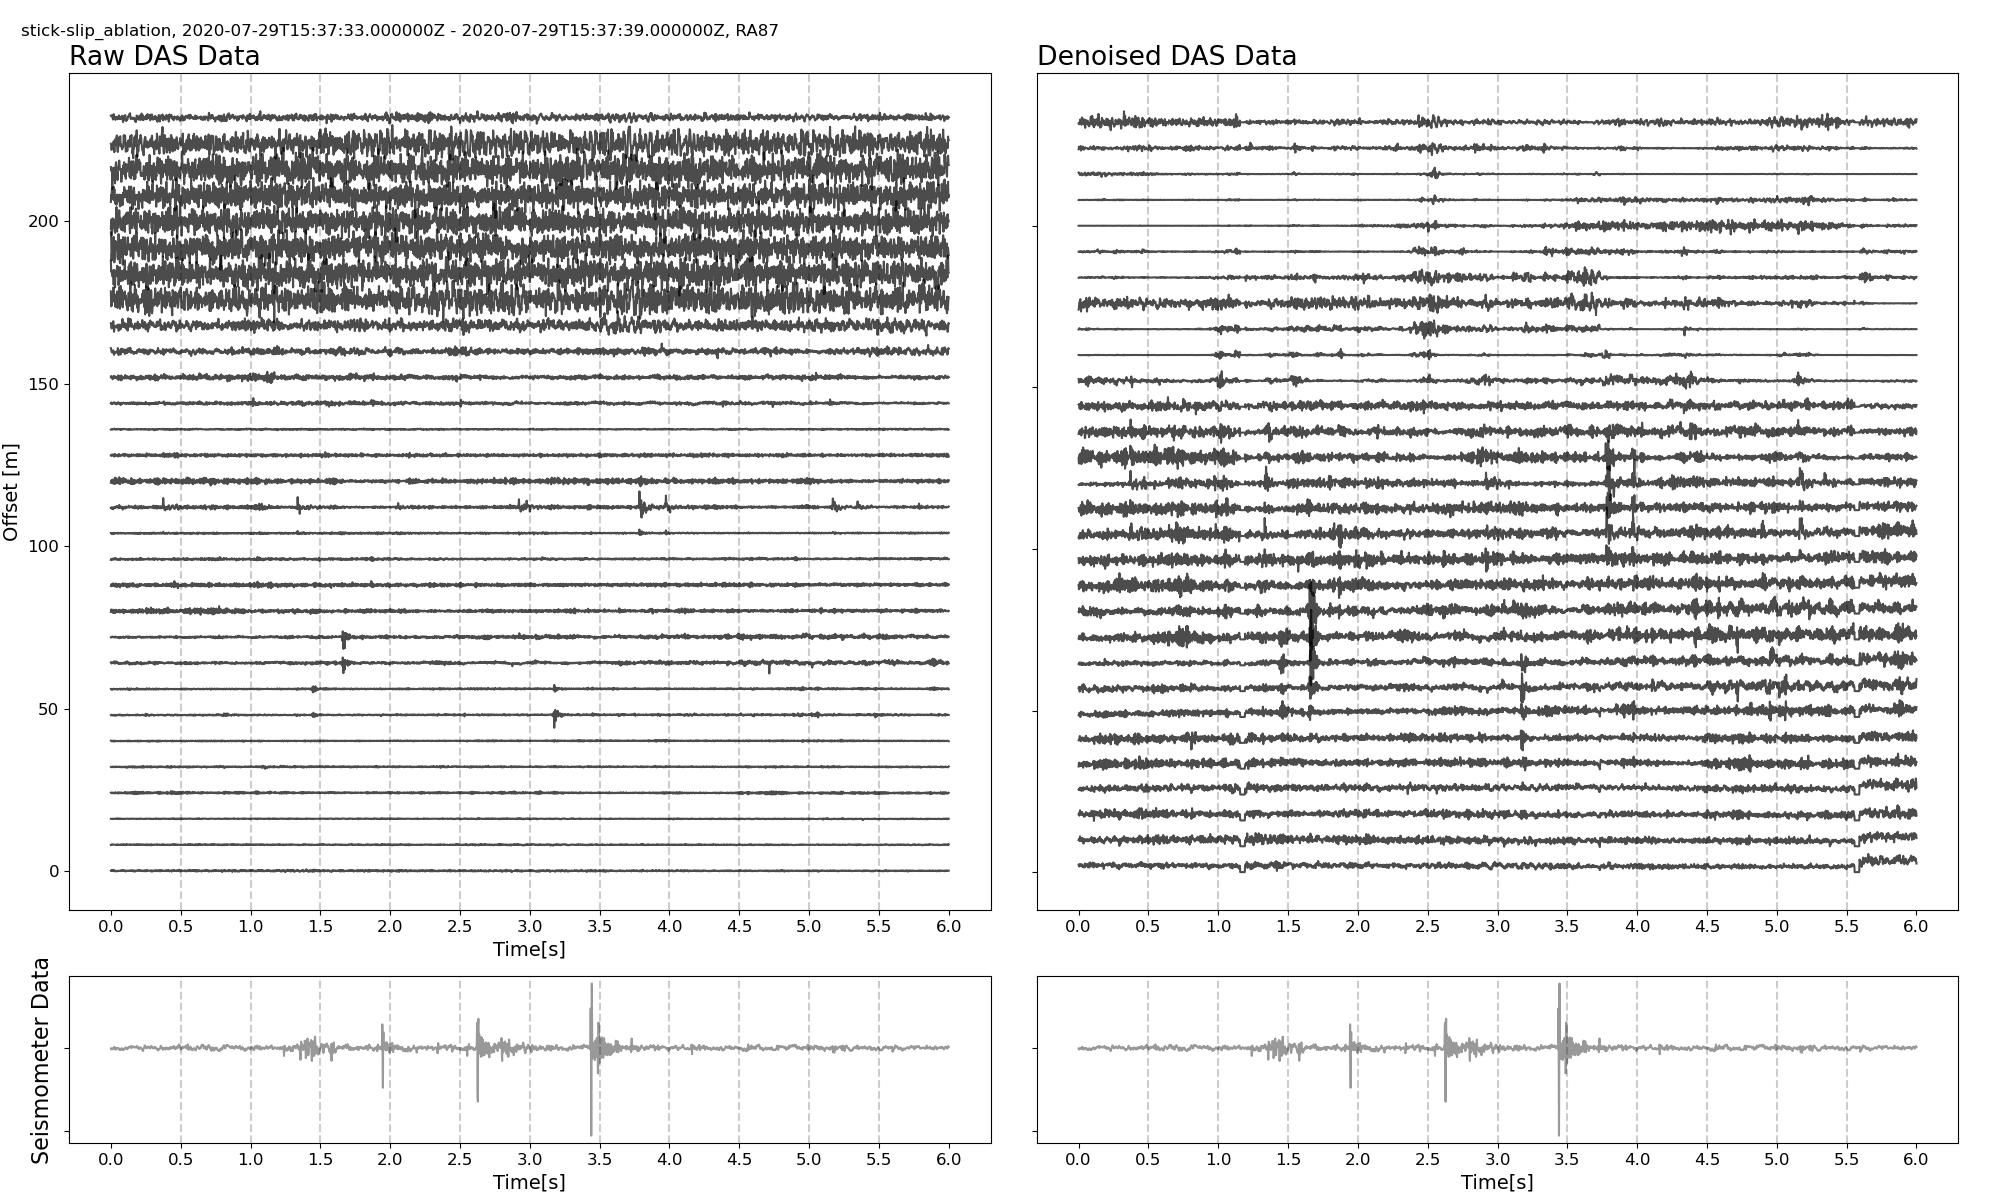 stick-slip_ablation, 2020-07-29T15:37:33.000000Z - 2020-07-29T15:37:39.000000Z, RA87
Raw DAS Data
Denoised DAS Data
Offset [m]
200
150
100
50
0
0.0 0.5 1.0 1.5 2.0 2.5 3.0 3.5 4.0 4.5 5.0 5.5 6.0
Time[s]
0.0 0.5 1.0 1.5 2.0 2.5 3.0 3.5 4.0 4.5 5.0 5.5 6.0
Seismometer Data
0.0 0.5 1.0 1.5 2.0 2.5 3.0 3.5 4.0 4.5 5.0 5.5 6.0
Time[s]
0.0 0.5 1.0 1.5 2.0 2.5 3.0 3.5 4.0 4.5 5.0 5.5 6.0
Time[s]